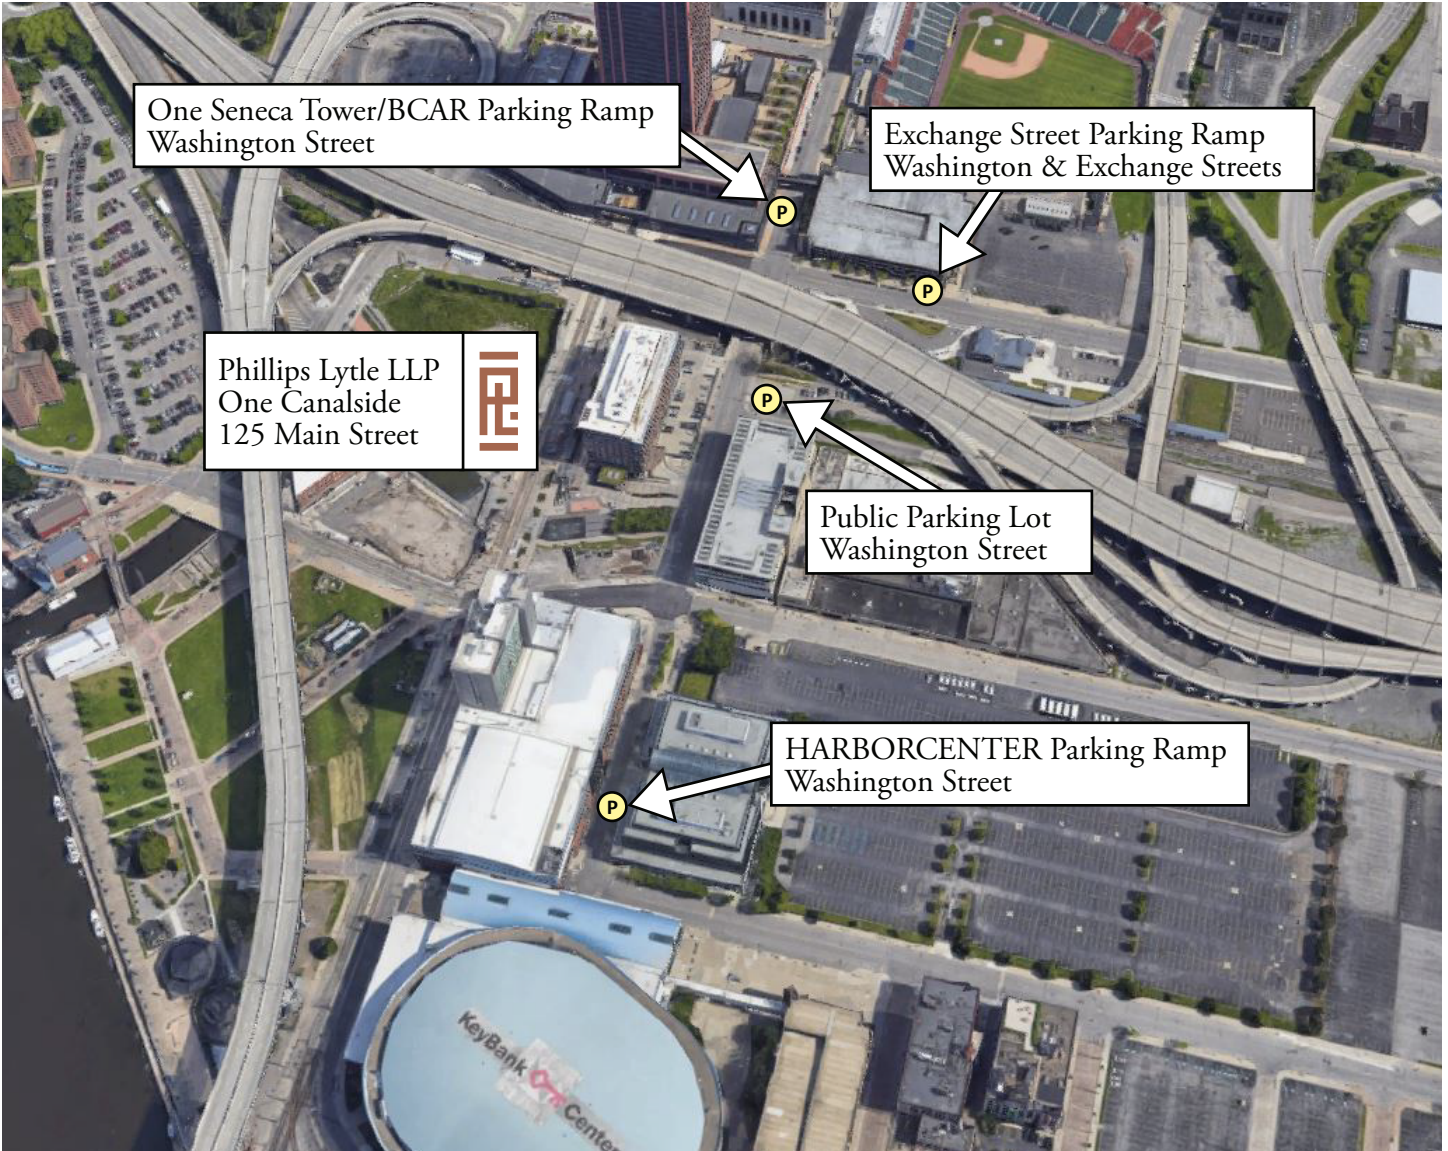 One Seneca Tower/BCAR Parking Ramp
Washington Street
P
Exchange Street Parking Ramp
Washington & Exchange Streets
P
Phillips Lytle LLP
One Canalside
125 Main Street
P
Public Parking Lot
Washington Street
HARBORCENTER Parking Ramp
Washington Street
P
KeyBank
Center